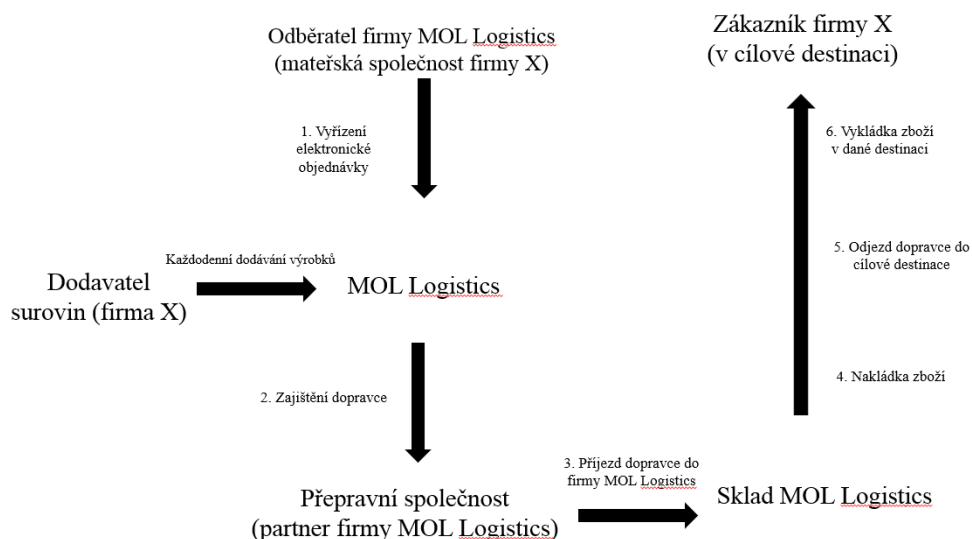 Odběratel firmy MOL Logistics
(mateřská společnost firmy X)
Zákazník firmy X
(v cílové destinaci)
1. Vyřízení
elektronické
objednávky
6. Vykládka zboží
v dané destinaci
Každodenní dodávání výrobků
5. Odjezd dopravce do
cílové destinace
Dodavatel
surovin (firma X)
MOL Logistics
4. Nakládka zboží
2. Zajištění dopravce
3. Příjezd dopravce do
firmy MOL Logistics
Přepravní společnost
(partner firmy MOL Logistics)
Sklad MOL Logistics